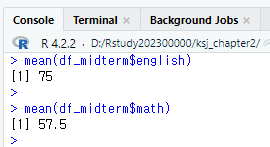 Console
Terminal ×
Background Jobs ×
R 4.2.2 · D:/Rstudy202300000/ksj_chapter2/
> mean(df_midterm$english)
[1] 75
>
> mean(df_midterm$math)
[1] 57.5
>